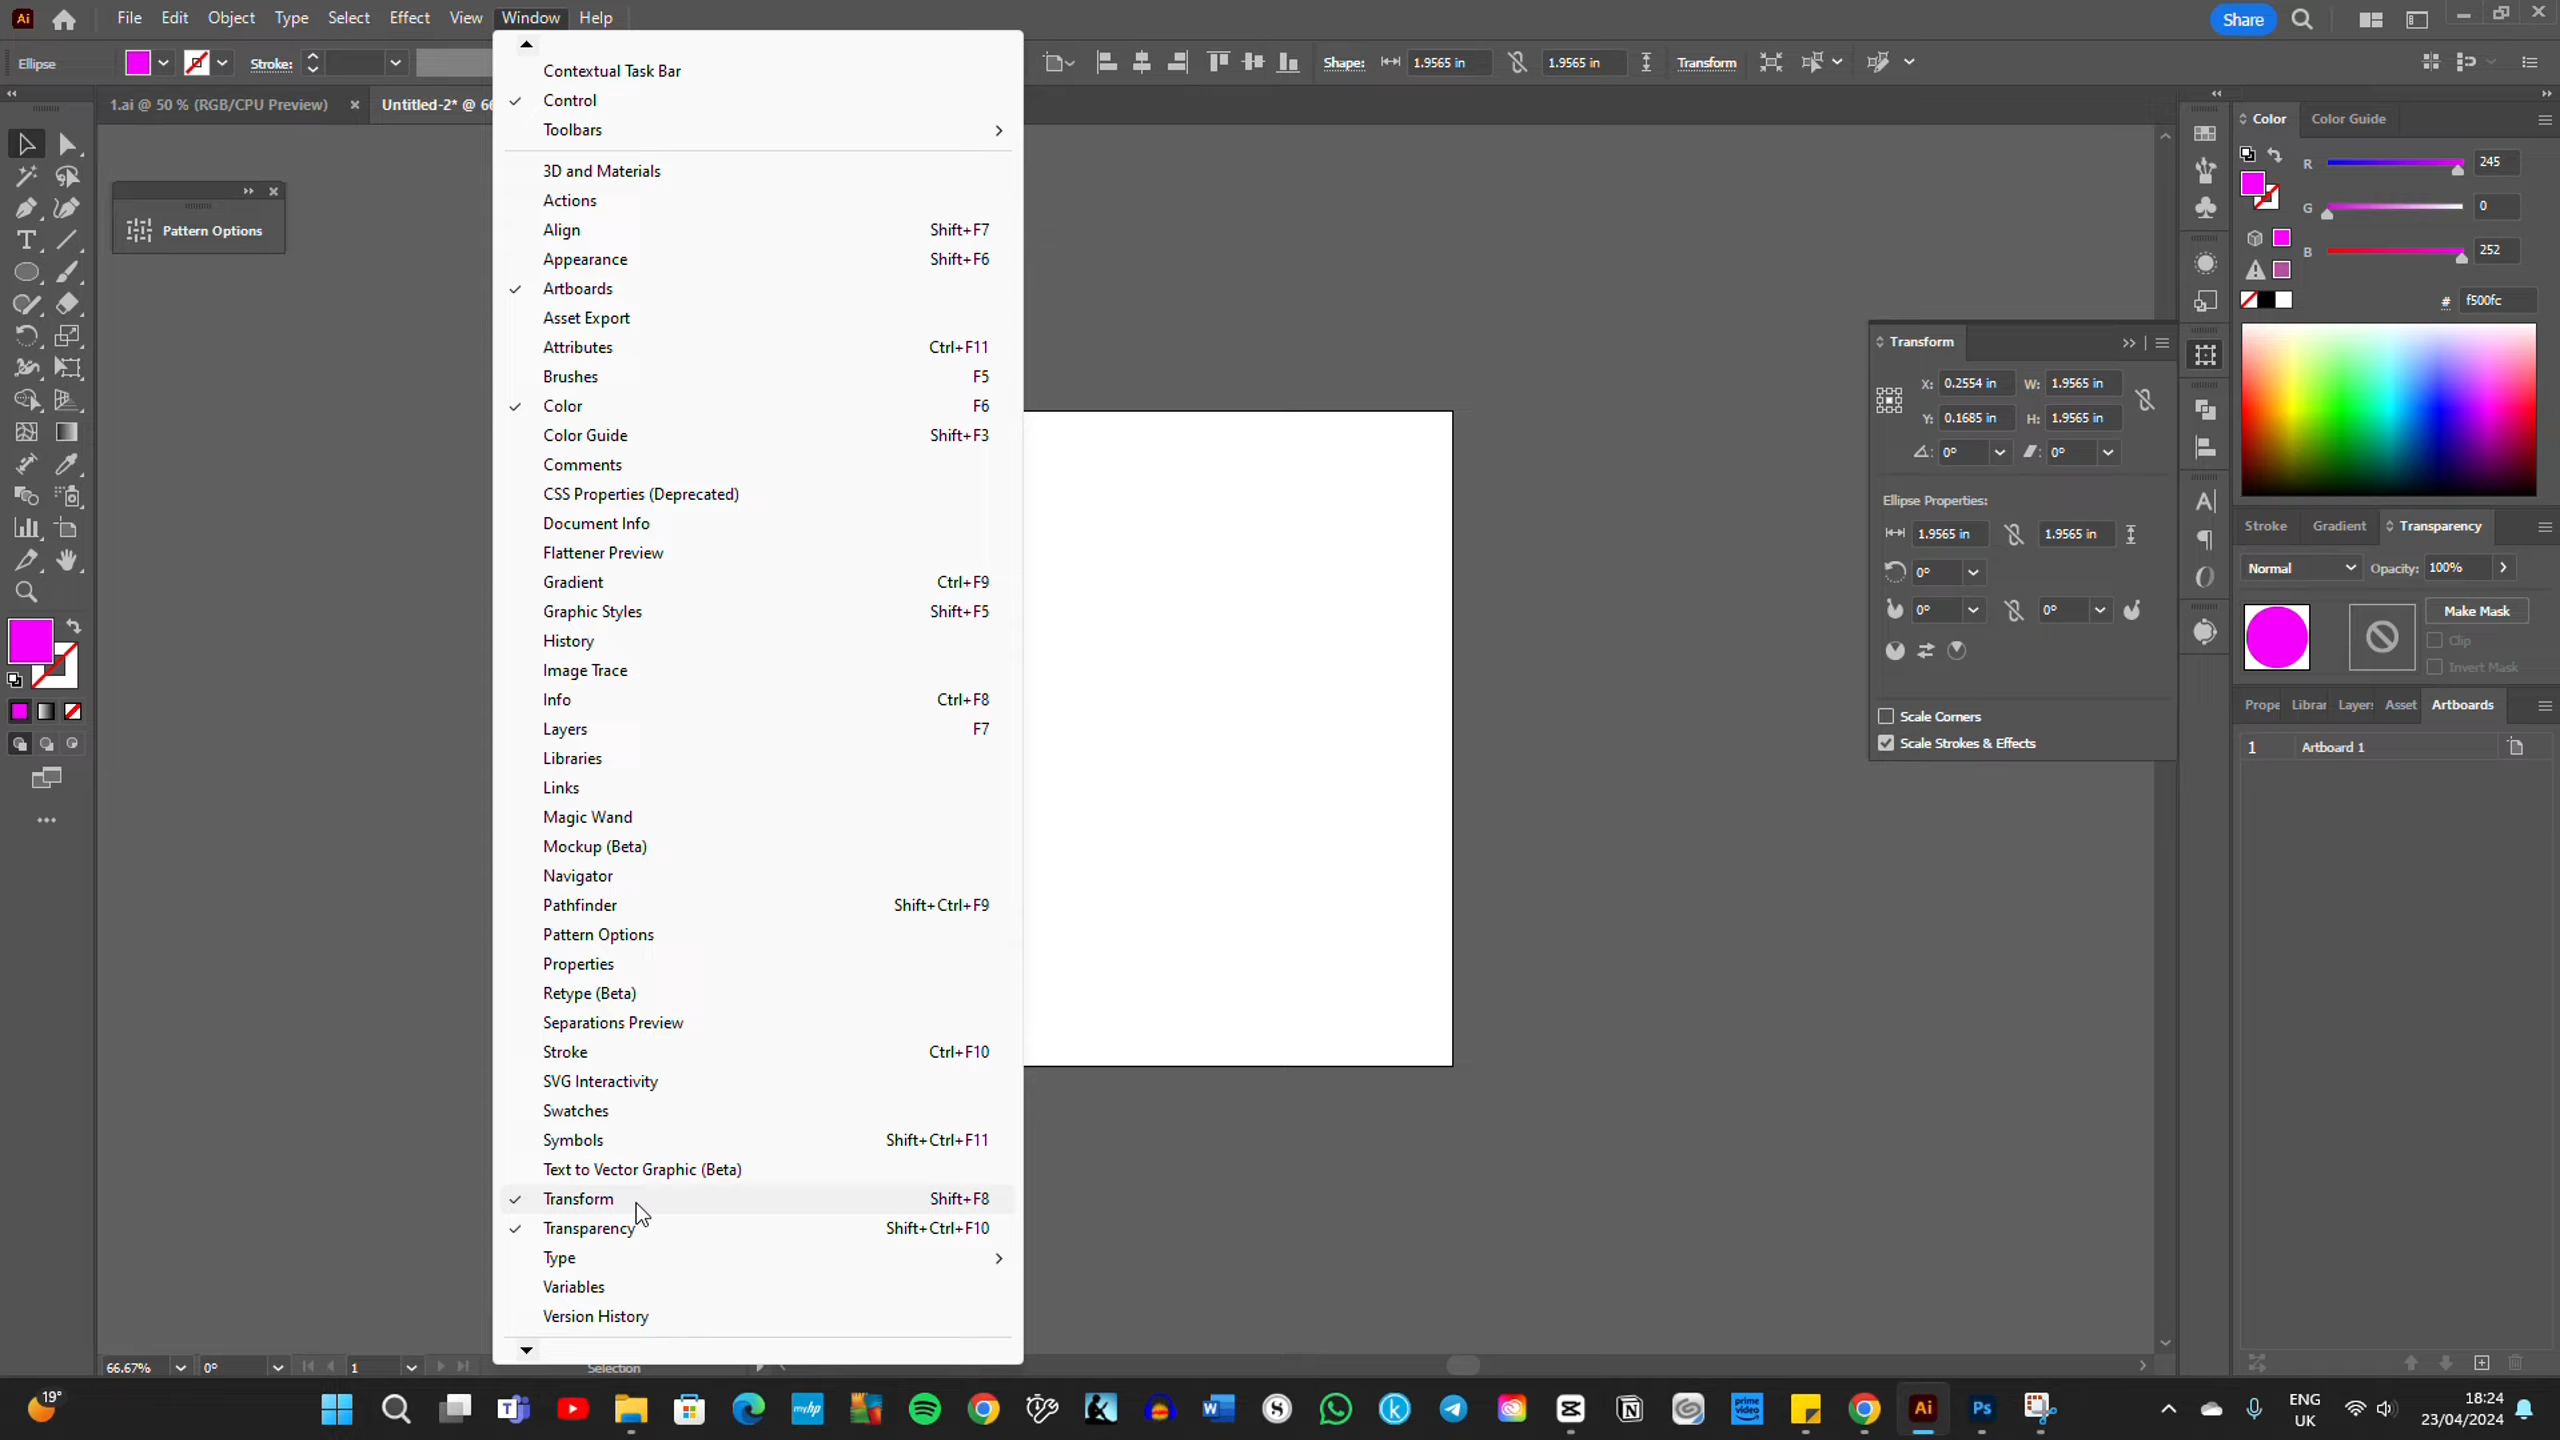 Ai File Edit Object Type Select Effect View Window Help Share
Ellipse Stroke: Shape: 1.9565 in 1.9565 in Transform
1.ai @ 50 % (RGB/CPU Preview) × Untitled-2* @ 66
Pattern Options
Contextual Task Bar
Control
Toolbars
3D and Materials
Actions
Align Shift+F7
Appearance Shift+F6
Artboards
Asset Export
Attributes Ctrl+F11
Brushes F5
Color F6
Color Guide Shift+F3
Comments
CSS Properties (Deprecated)
Document Info
Flattener Preview
Gradient Ctrl+F9
Graphic Styles Shift+F5
History
Image Trace
Info Ctrl+F8
Layers F7
Libraries
Links
Magic Wand
Mockup (Beta)
Navigator
Pathfinder Shift+Ctrl+F9
Pattern Options
Properties
Retype (Beta)
Separations Preview
Stroke Ctrl+F10
SVG Interactivity
Swatches
Symbols Shift+Ctrl+F11
Text to Vector Graphic (Beta)
Transform Shift+F8
Transparency Shift+Ctrl+F10
Type
Variables
Version History
Transform
X: 0.2554 in W: 1.9565 in
Y: 0.1685 in H: 1.9565 in
0° 0°
Ellipse Properties:
1.9565 in 1.9565 in
0°
0° 0°
Scale Corners
Scale Strokes & Effects
Color Color Guide
R 245
G 0
B 252
# f500fc
Stroke Gradient Transparency
Normal Opacity: 100%
Make Mask
Clip
Invert Mask
Prope Librar Layers Asset Artboards
1 Artboard 1
66.67% 0° 1 Selection
19°
myhp
prime video
Ai
Ps
ENG
UK
18:24
23/04/2024